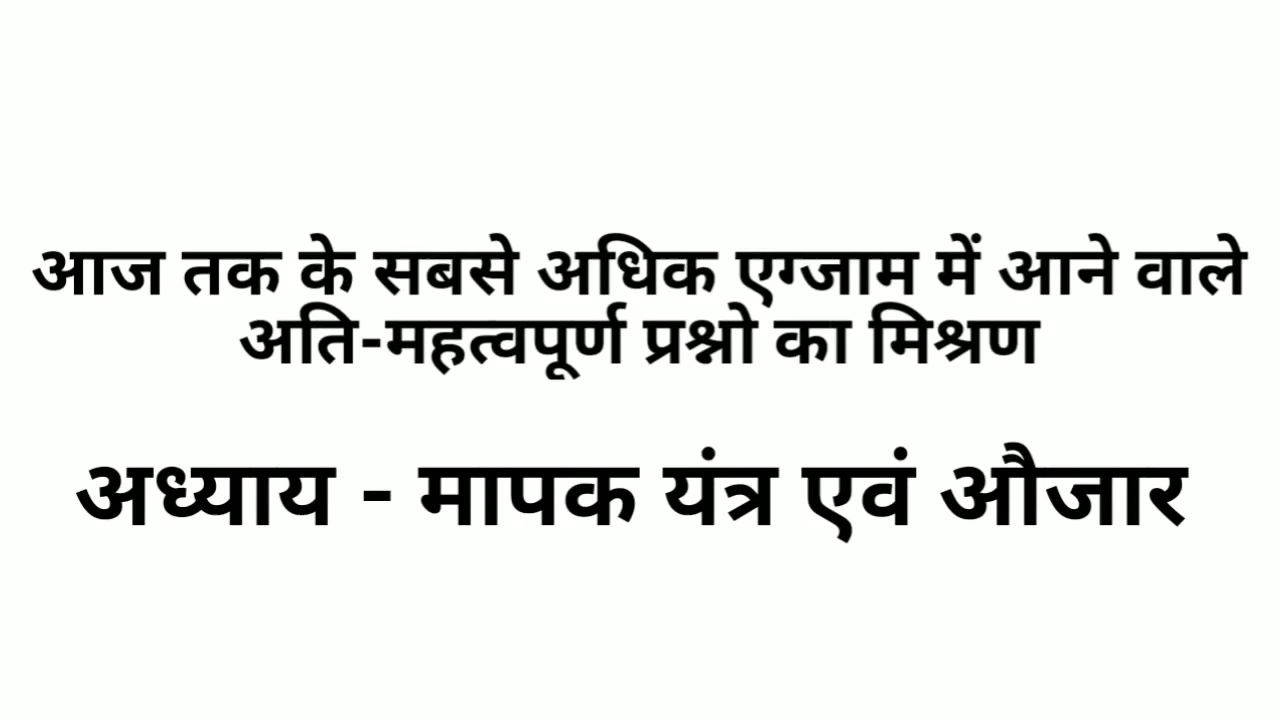 आज तक के सबसे अधिक एग्जाम में आने वाले
अति-महत्वपूर्ण प्रश्नो का मिश्रण
अध्याय - मापक यंत्र एवं औजार